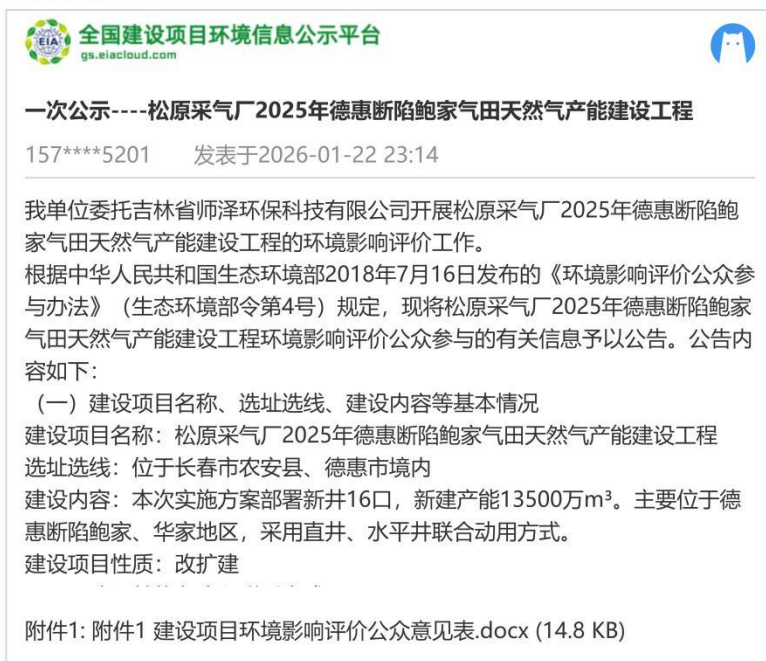 EIA
全国建设项目环境信息公示平台
gs.eiacloud.com
一次公示----松原采气厂2025年德惠断陷鲍家气田天然气产能建设工程
157****5201 发表于2026-01-22 23:14
我单位委托吉林省师泽环保科技有限公司开展松原采气厂2025年德惠断陷鲍
家气田天然气产能建设工程的环境影响评价工作。
根据中华人民共和国生态环境部2018年7月16日发布的《环境影响评价公众参
与办法》（生态环境部令第4号）规定，现将松原采气厂2025年德惠断陷鲍家
气田天然气产能建设工程环境影响评价公众参与的有关信息予以公告。公告内
容如下：
（一）建设项目名称、选址选线、建设内容等基本情况
建设项目名称：松原采气厂2025年德惠断陷鲍家气田天然气产能建设工程
选址选线：位于长春市农安县、德惠市境内
建设内容：本次实施方案部署新井16口，新建产能13500万m³。主要位于德
惠断陷鲍家、华家地区，采用直井、水平井联合动用方式。
建设项目性质：改扩建
附件1: 附件1 建设项目环境影响评价公众意见表.docx (14.8 KB)